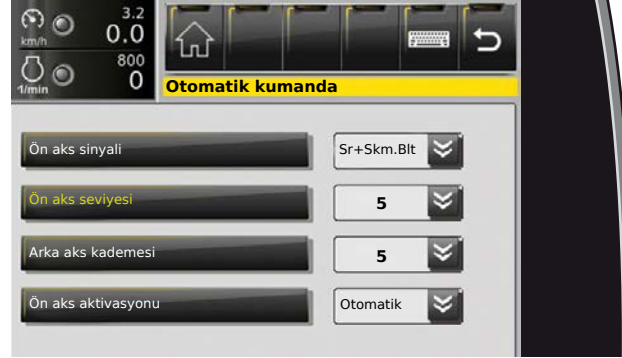 3.2
km/h 0.0
800
1/min 0
Otomatik kumanda
Ön aks sinyali Sr+Skm.Blt
Ön aks seviyesi 5
Arka aks kademesi 5
Ön aks aktivasyonu Otomatik